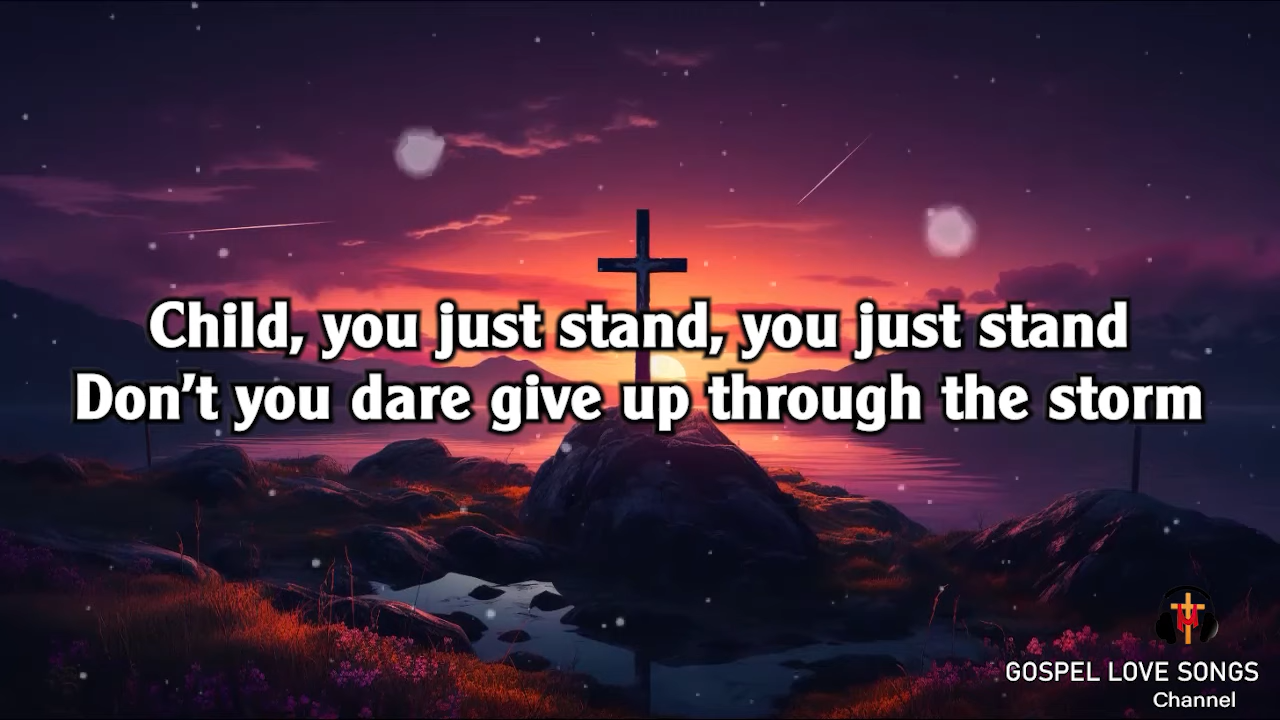 Child, you just stand, you just stand
Don't you dare give up through the storm
GOSPEL LOVE SONGS
Channel